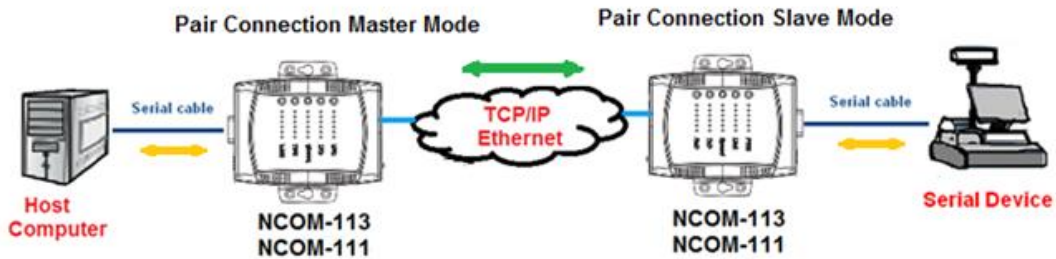 Pair Connection Master Mode
Pair Connection Slave Mode
Serial cable
TCP/IP
Ethernet
Serial cable
Host
Computer
NCOM-113
NCOM-111
NCOM-113
NCOM-111
Serial Device